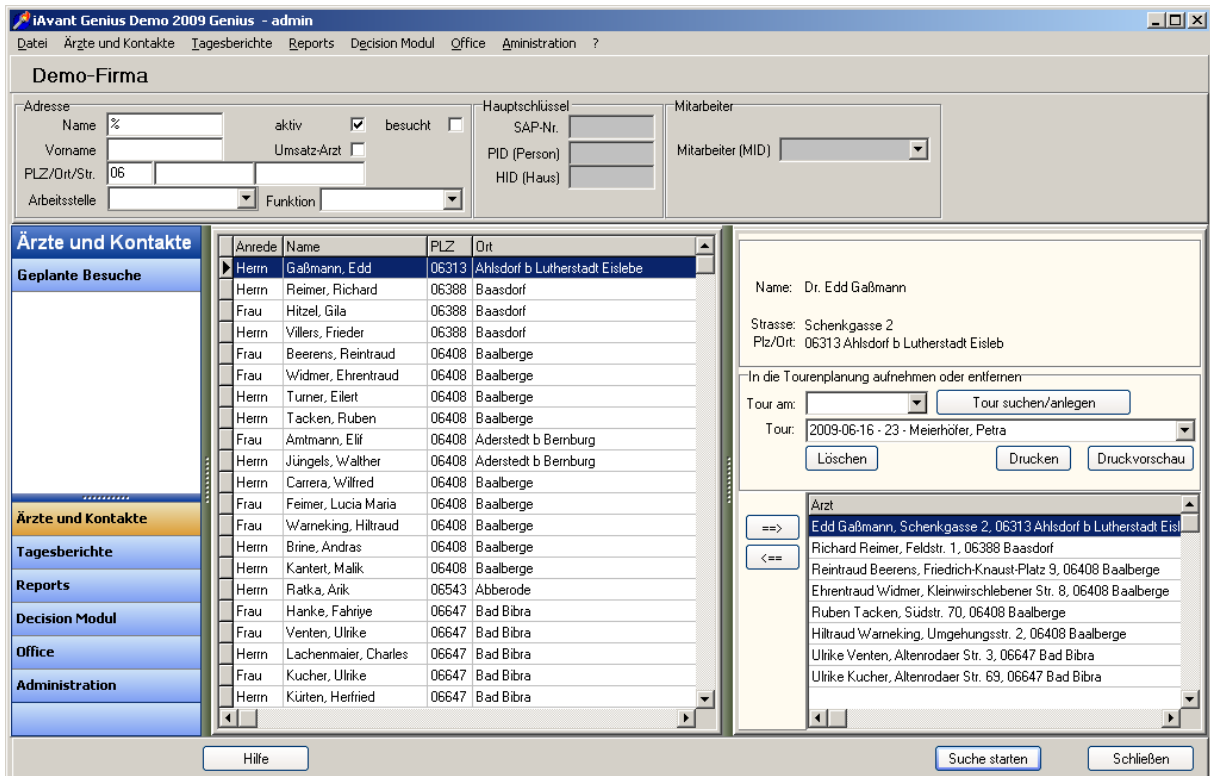 iAvant Genius Demo 2009 Genius - admin
Datei Ärzte und Kontakte Tagesberichte Reports Decision Modul Office Aministration ?
Demo-Firma
Adresse
Name % aktiv besucht
Vorname Umsatz-Arzt
PLZ/Ort/Str. 06
Arbeitsstelle Funktion
Hauptschlüssel
SAP-Nr.
PID (Person)
HID (Haus)
Mitarbeiter
Mitarbeiter (MID)
Ärzte und Kontakte
Geplante Besuche
Ärzte und Kontakte
Tagesberichte
Reports
Decision Modul
Office
Administration
Anrede Name PLZ Ort
Herrn Gaßmann, Edd 06313 Ahlsdorf b Lutherstadt Eislebe
Herrn Reimer, Richard 06388 Baasdorf
Frau Hitzel, Gila 06388 Baasdorf
Herrn Villers, Frieder 06388 Baasdorf
Frau Beerens, Reintraud 06408 Baalberge
Frau Widmer, Ehrentraud 06408 Baalberge
Herrn Turner, Eilert 06408 Baalberge
Herrn Tacken, Ruben 06408 Baalberge
Frau Amtmann, Elif 06408 Aderstedt b Bernburg
Herrn Jüngels, Walther 06408 Aderstedt b Bernburg
Herrn Carrera, Wilfred 06408 Baalberge
Frau Feimer, Lucia Maria 06408 Baalberge
Frau Warneking, Hiltraud 06408 Baalberge
Herrn Brine, Andras 06408 Baalberge
Herrn Kantert, Malik 06408 Baalberge
Herrn Ratka, Arik 06543 Abberode
Frau Hanke, Fahriye 06647 Bad Bibra
Frau Venten, Ulrike 06647 Bad Bibra
Herrn Lachenmaier, Charles 06647 Bad Bibra
Frau Kucher, Ulrike 06647 Bad Bibra
Herrn Kürten, Herfried 06647 Bad Bibra
Name: Dr. Edd Gaßmann
Strasse: Schenkgasse 2
Plz/Ort: 06313 Ahlsdorf b Lutherstadt Eisleb
In die Tourenplanung aufnehmen oder entfernen
Tour am: Tour suchen/anlegen
Tour: 2009-06-16 - 23 - Meierhöfer, Petra
Löschen Drucken Druckvorschau
==>
<==
Arzt
Edd Gaßmann, Schenkgasse 2, 06313 Ahlsdorf b Lutherstadt Eisl
Richard Reimer, Feldstr. 1, 06388 Baasdorf
Reintraud Beerens, Friedrich-Knaust-Platz 9, 06408 Baalberge
Ehrentraud Widmer, Kleinwirschlebener Str. 8, 06408 Baalberge
Ruben Tacken, Südstr. 70, 06408 Baalberge
Hiltraud Warneking, Umgehungsstr. 2, 06408 Baalberge
Ulrike Venten, Altenrodaer Str. 3, 06647 Bad Bibra
Ulrike Kucher, Altenrodaer Str. 69, 06647 Bad Bibra
Hilfe Suche starten Schließen